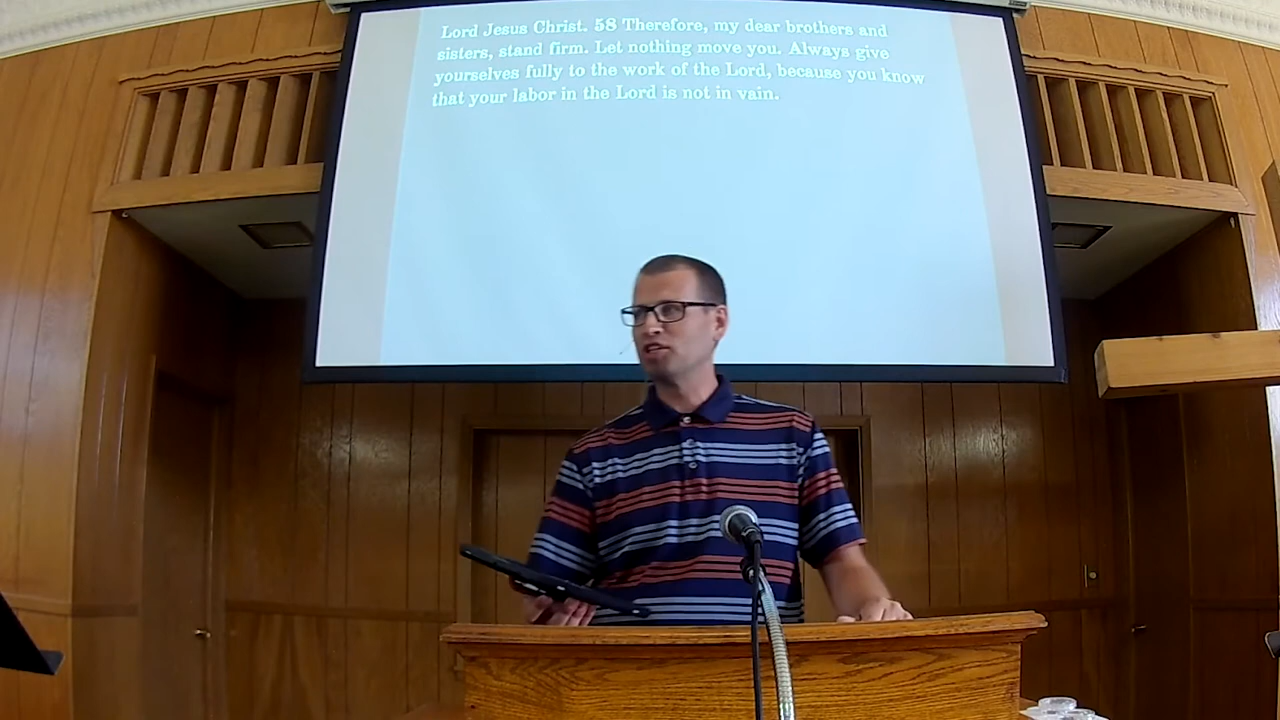 Lord Jesus Christ. 58 Therefore, my dear brothers and
sisters, stand firm. Let nothing move you. Always give
yourselves fully to the work of the Lord, because you know
that your labor in the Lord is not in vain.